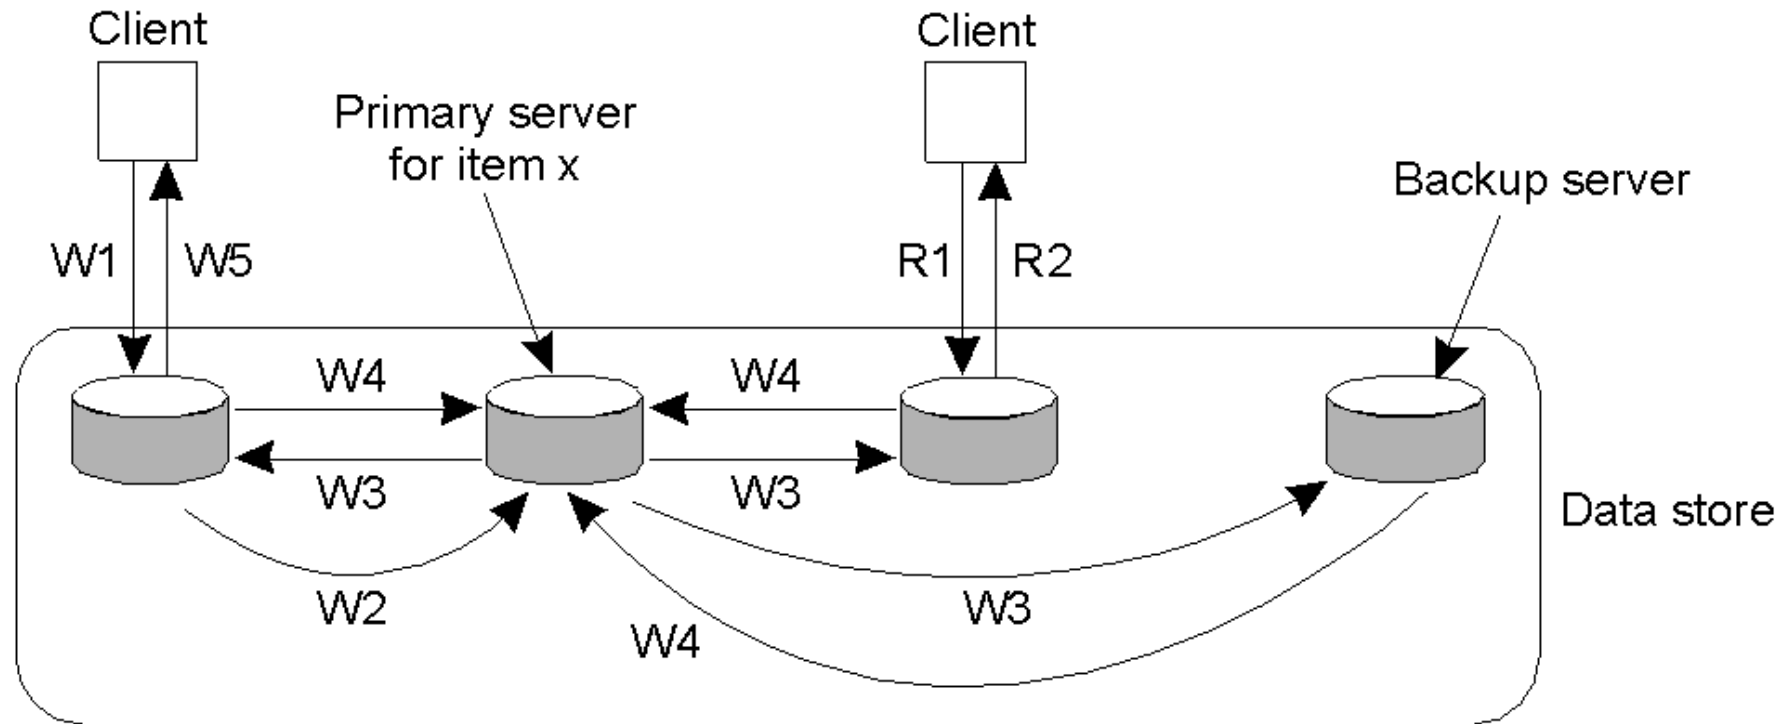 Client
Client
Primary server
for item x
Backup server
W1
W5
R1
R2
W4
W4
W3
W3
Data store
W2
W3
W4